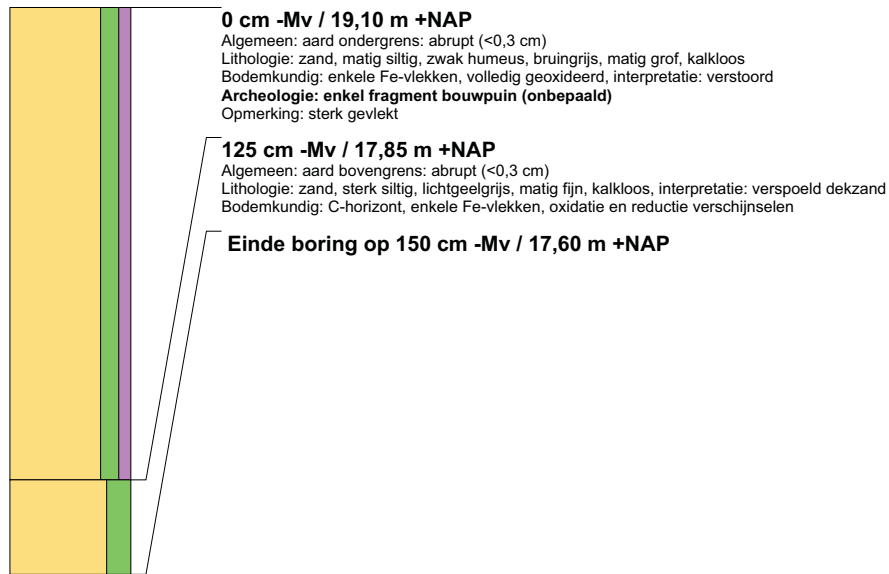 0 cm -Mv / 19,10 m +NAP
Algemeen: aard ondergrens: abrupt (<0,3 cm)
Lithologie: zand, matig siltig, zwak humeus, bruingrijs, matig grof, kalkloos
Bodemkundig: enkele Fe-vlekken, volledig geoxideerd, interpretatie: verstoord
Archeologie: enkel fragment bouwpuin (onbepaald)
Opmerking: sterk gevlekt
125 cm -Mv / 17,85 m +NAP
Algemeen: aard bovengrens: abrupt (<0,3 cm)
Lithologie: zand, sterk siltig, lichtgeelgrijs, matig fijn, kalkloos, interpretatie: verspoeld dekzand
Bodemkundig: C-horizont, enkele Fe-vlekken, oxidatie en reductie verschijnselen
Einde boring op 150 cm -Mv / 17,60 m +NAP